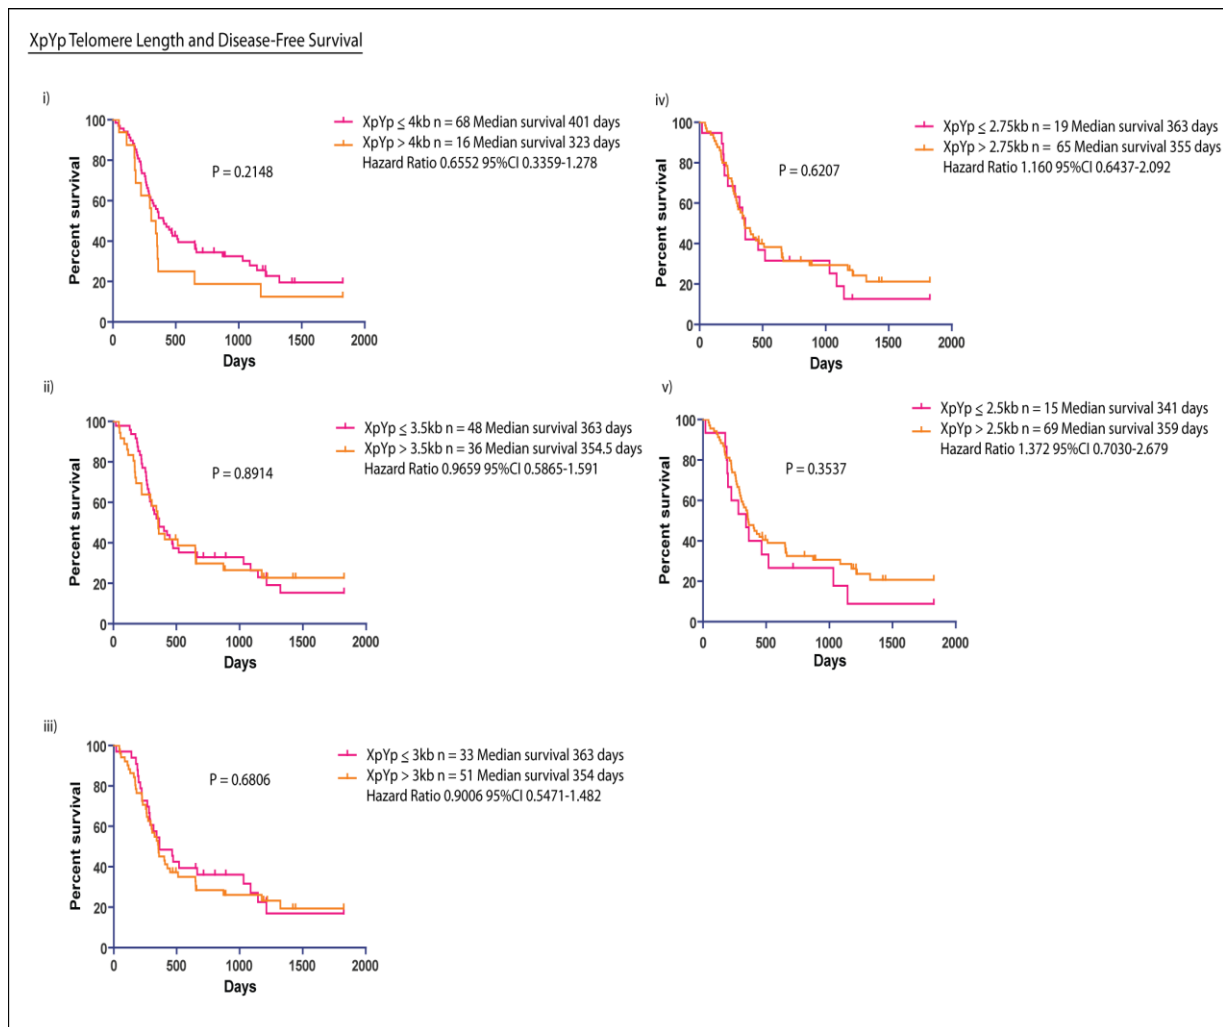 XpYp Telomere Length and Disease-Free Survival
i)
XpYp ≤ 4kb n = 68 Median survival 401 days
XpYp > 4kb n = 16 Median survival 323 days
Hazard Ratio 0.6552 95%CI 0.3359-1.278
P = 0.2148
Percent survival
100
80
60
40
20
0
0 500 1000 1500 2000
Days
ii)
XpYp ≤ 3.5kb n = 48 Median survival 363 days
XpYp > 3.5kb n = 36 Median survival 354.5 days
Hazard Ratio 0.9659 95%CI 0.5865-1.591
P = 0.8914
Percent survival
100
80
60
40
20
0
0 500 1000 1500 2000
Days
iii)
XpYp ≤ 3kb n = 33 Median survival 363 days
XpYp > 3kb n = 51 Median survival 354 days
Hazard Ratio 0.9006 95%CI 0.5471-1.482
P = 0.6806
Percent survival
100
80
60
40
20
0
0 500 1000 1500 2000
Days
iv)
XpYp ≤ 2.75kb n = 19 Median survival 363 days
XpYp > 2.75kb n = 65 Median survival 355 days
Hazard Ratio 1.160 95%CI 0.6437-2.092
P = 0.6207
Percent survival
100
80
60
40
20
0
0 500 1000 1500 2000
Days
v)
XpYp ≤ 2.5kb n = 15 Median survival 341 days
XpYp > 2.5kb n = 69 Median survival 359 days
Hazard Ratio 1.372 95%CI 0.7030-2.679
P = 0.3537
Percent survival
100
80
60
40
20
0
0 500 1000 1500 2000
Days